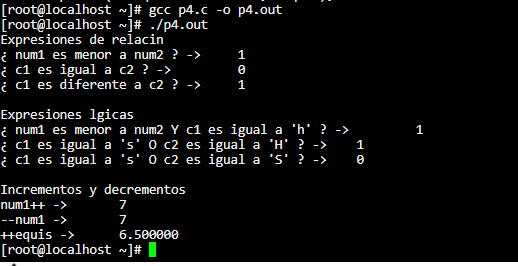 [root@localhost ~]# gcc p4.c -o p4.out
[root@localhost ~]# ./p4.out
Expresiones de relacin
¿ num1 es menor a num2 ? ->     1
¿ c1 es igual a c2 ? ->         0
¿ c1 es diferente a c2 ? ->     1
Expresiones lgicas
¿ num1 es menor a num2 Y c1 es igual a 'h' ? ->         1
¿ c1 es igual a 's' O c2 es igual a 'H' ? ->    1
¿ c1 es igual a 's' O c2 es igual a 'S' ? ->    0
Incrementos y decrementos
num1++ ->       7
--num1 ->       7
++equis ->      6.500000
[root@localhost ~]#